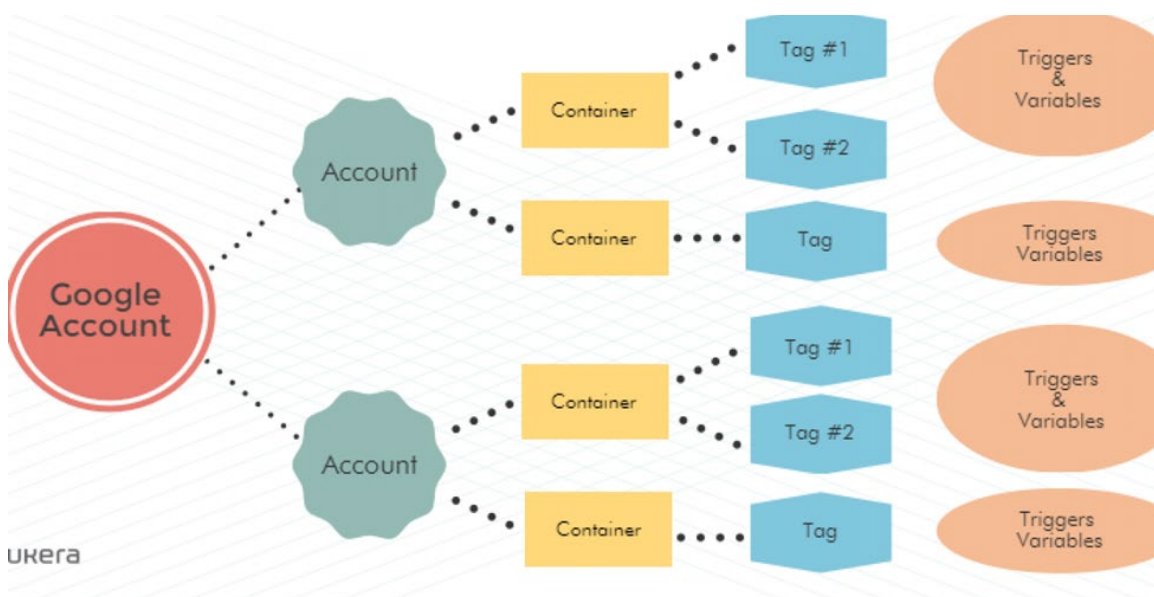 Google
Account
Account
Container
Tag #1
Tag #2
Triggers
&
Variables
Container
Tag
Triggers
Variables
Account
Container
Tag #1
Tag #2
Triggers
&
Variables
Container
Tag
Triggers
Variables
ukera